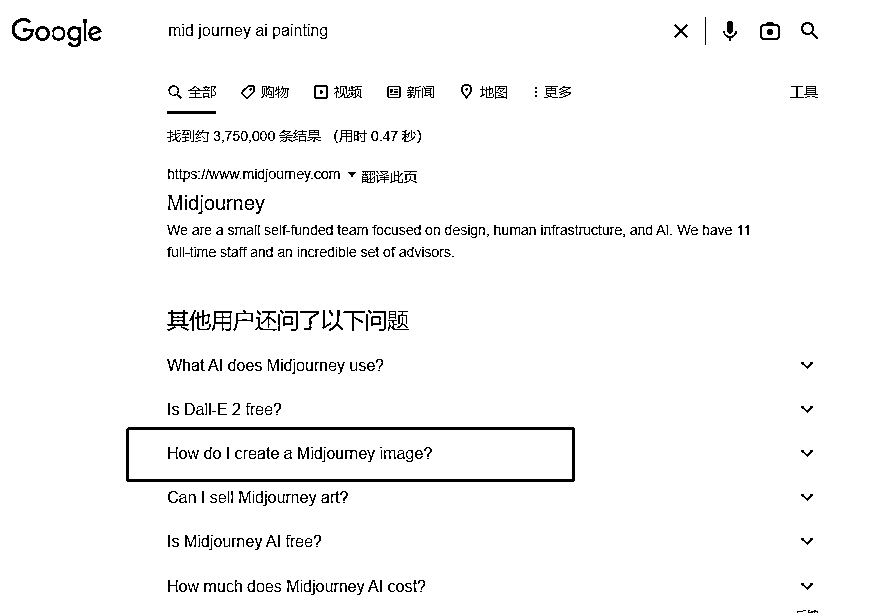 Google
mid journey ai painting
全部 购物 视频 新闻 地图 更多 工具
找到约 3,750,000 条结果 （用时 0.47 秒）
https://www.midjourney.com 翻译此页
Midjourney
We are a small self-funded team focused on design, human infrastructure, and AI. We have 11
full-time staff and an incredible set of advisors.
其他用户还问了以下问题
What AI does Midjourney use?
Is Dall-E 2 free?
How do I create a Midjourney image?
Can I sell Midjourney art?
Is Midjourney AI free?
How much does Midjourney AI cost?